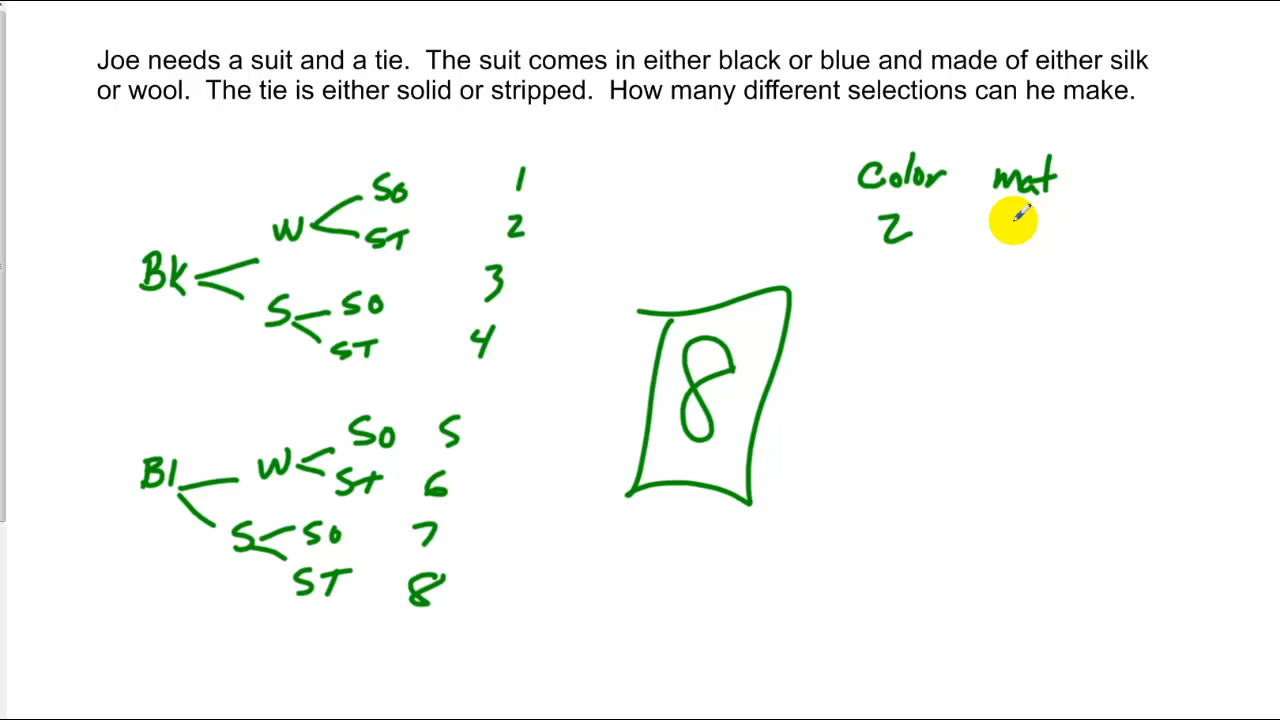 Joe needs a suit and a tie. The suit comes in either black or blue and made of either silk
or wool. The tie is either solid or stripped. How many different selections can he make.
Color mat
2
So 1
W
ST 2
BK
S So 3
ST 4
8
So 5
Bl W
ST 6
S So 7
ST 8